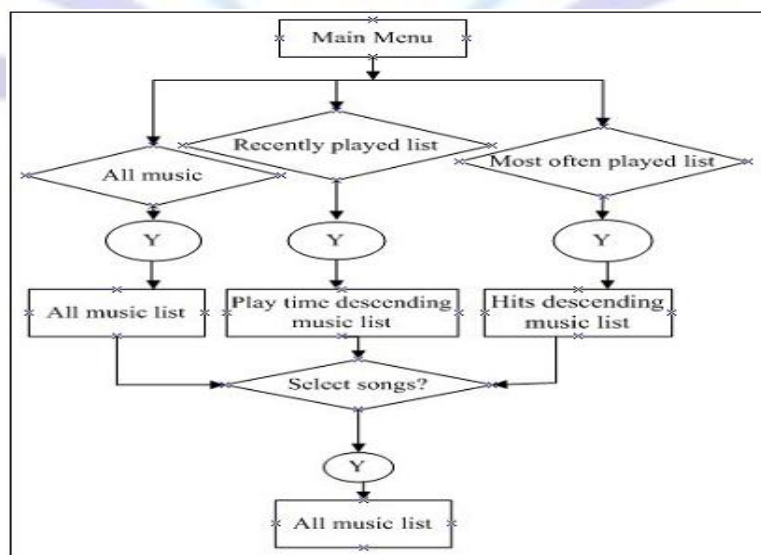 Main Menu
All music
Recently played list
Most often played list
Y
Y
Y
All music list
Play time descending
music list
Hits descending
music list
Select songs?
Y
All music list